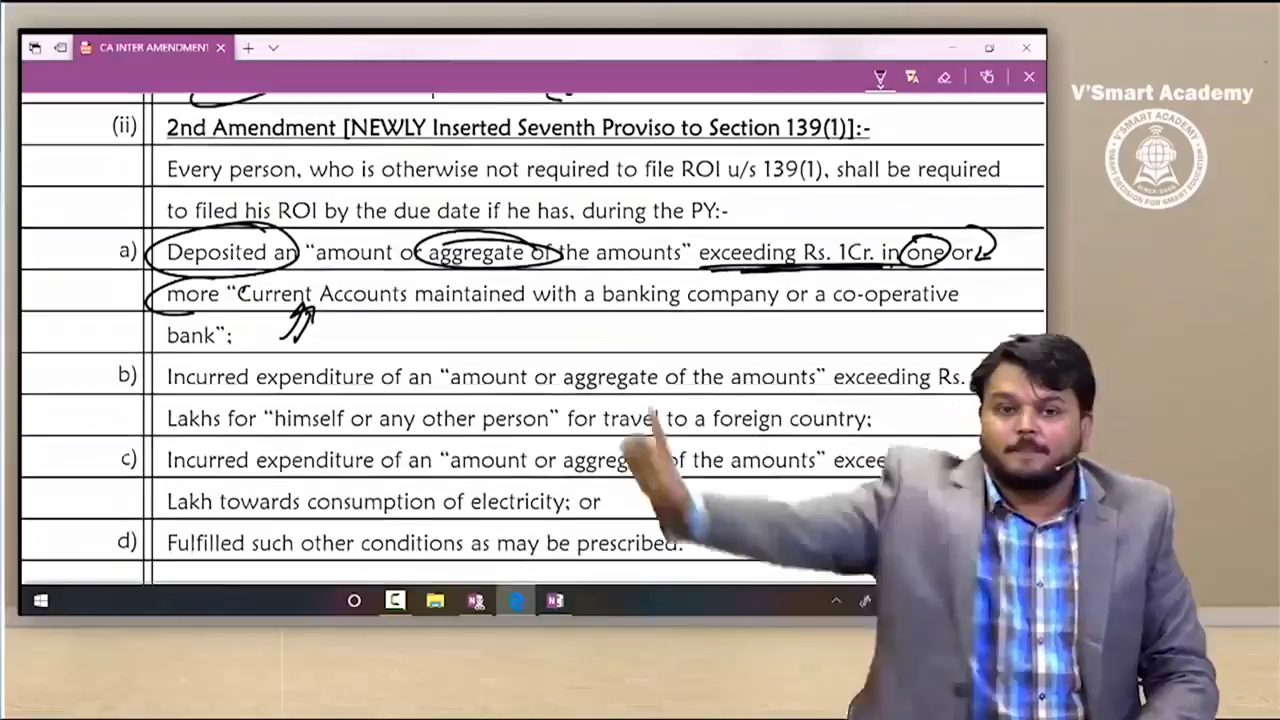 CA INTER AMENDMENT
V'Smart Academy
V'SMART ACADEMY
(ii) 2nd Amendment [NEWLY Inserted Seventh Proviso to Section 139(1)]:-
Every person, who is otherwise not required to file ROI u/s 139(1), shall be required
to filed his ROI by the due date if he has, during the PY:-
a) Deposited an “amount or aggregate of the amounts” exceeding Rs. 1Cr. in one or
more “Current Accounts maintained with a banking company or a co-operative
bank”;
b) Incurred expenditure of an “amount or aggregate of the amounts” exceeding Rs.
Lakhs for “himself or any other person” for travel to a foreign country;
c) Incurred expenditure of an “amount or of the amounts”
Lakh towards consumption of electricity; or
d) Fulfilled such other conditions as may be prescribed.